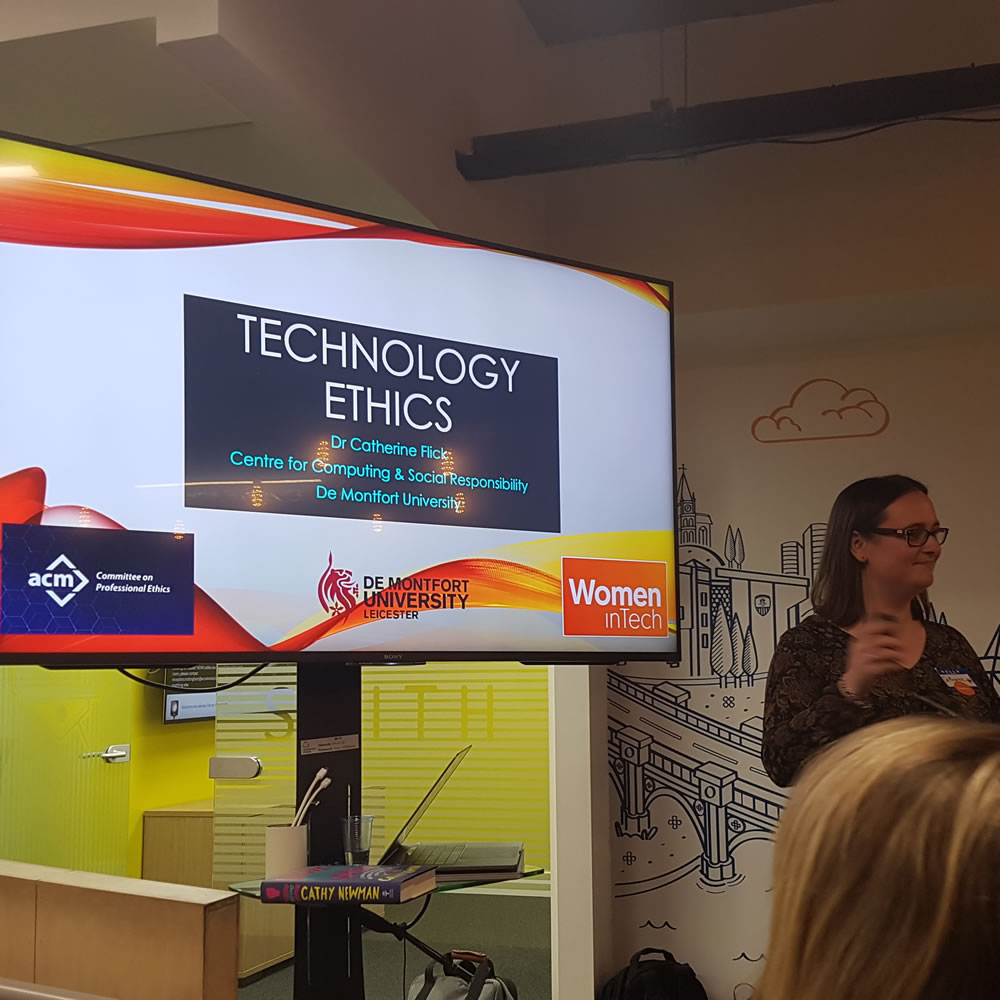 TECHNOLOGY
ETHICS
Dr Catherine Flick
Centre for Computing & Social Responsibility
De Montfort University
acm
Committee on
Professional Ethics
DE MONTFORT
UNIVERSITY
LEICESTER
Women
inTech
SONY
CATHY NEWMAN
HELLO